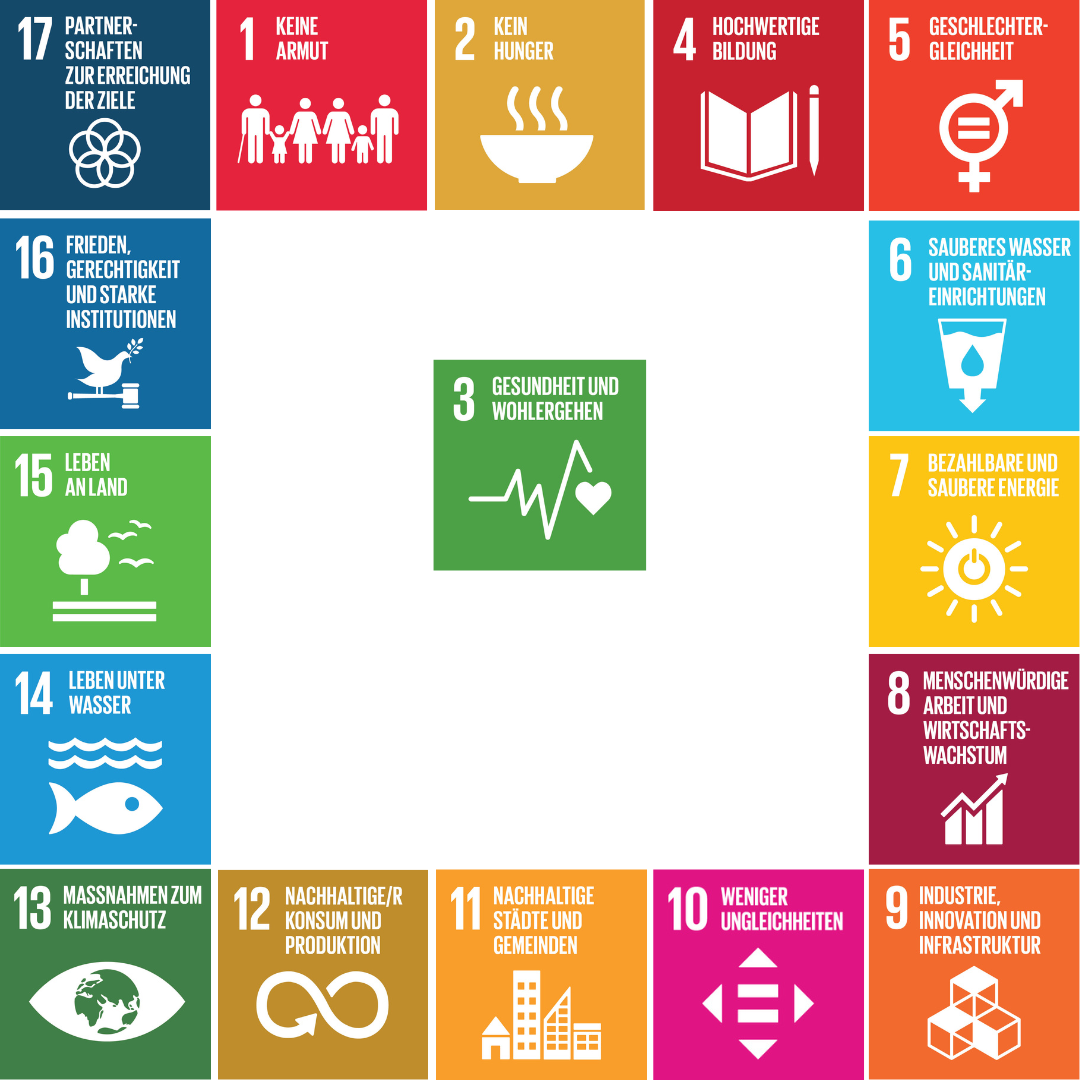 17 PARTNER-
SCHAFTEN
ZUR ERREICHUNG
DER ZIELE
1 KEINE
ARMUT
2 KEIN
HUNGER
4 HOCHWERTIGE
BILDUNG
5 GESCHLECHTER-
GLEICHHEIT
16 FRIEDEN,
GERECHTIGKEIT
UND STARKE
INSTITUTIONEN
6 SAUBERES WASSER
UND SANITÄR-
EINRICHTUNGEN
3 GESUNDHEIT UND
WOHLERGEHEN
15 LEBEN
AN LAND
7 BEZAHLBARE UND
SAUBERE ENERGIE
14 LEBEN UNTER
WASSER
8 MENSCHENWÜRDIGE
ARBEIT UND
WIRTSCHAFTS-
WACHSTUM
13 MASSNAHMEN ZUM
KLIMASCHUTZ
12 NACHHALTIGE/R
KONSUM UND
PRODUKTION
11 NACHHALTIGE
STÄDTE UND
GEMEINDEN
10 WENIGER
UNGLEICHHEITEN
9 INDUSTRIE,
INNOVATION UND
INFRASTRUKTUR